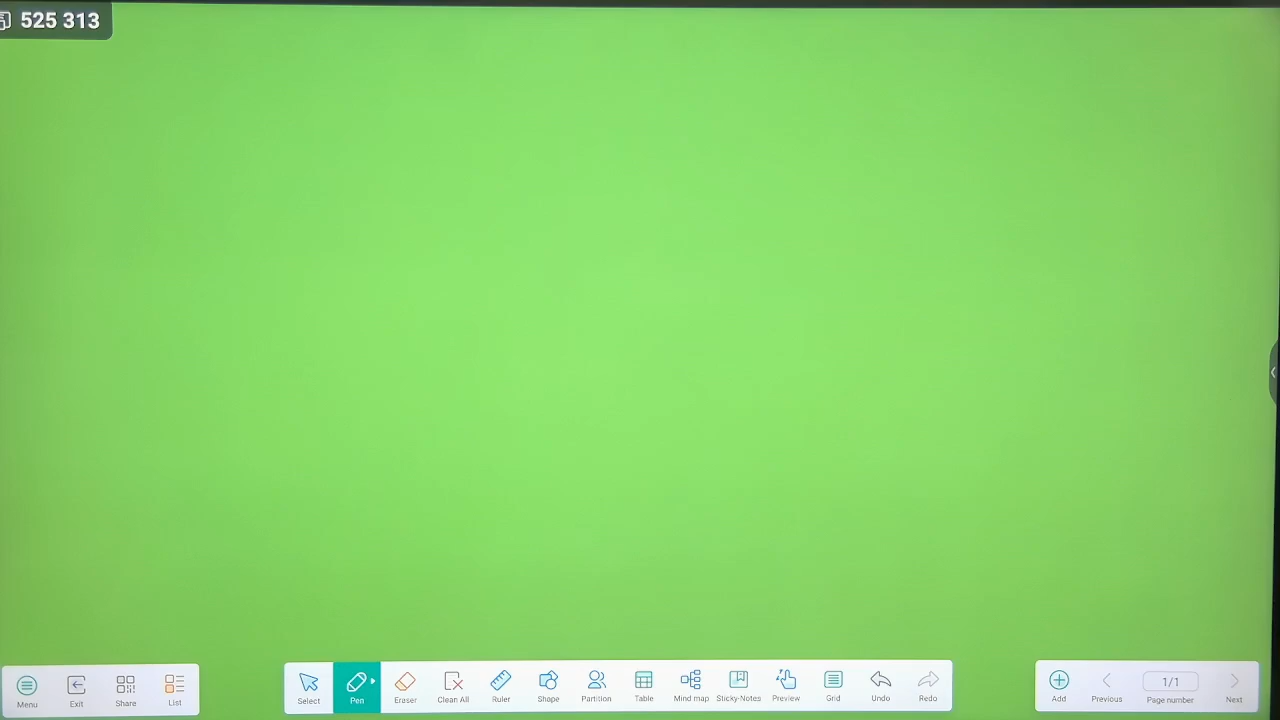 525 313
Menu Exit Share List
Select Pen Eraser Clean All Ruler Shape Partition Table Mind map Sticky-Notes Preview Grid Undo Redo
Add Previous 1/1 Page number Next